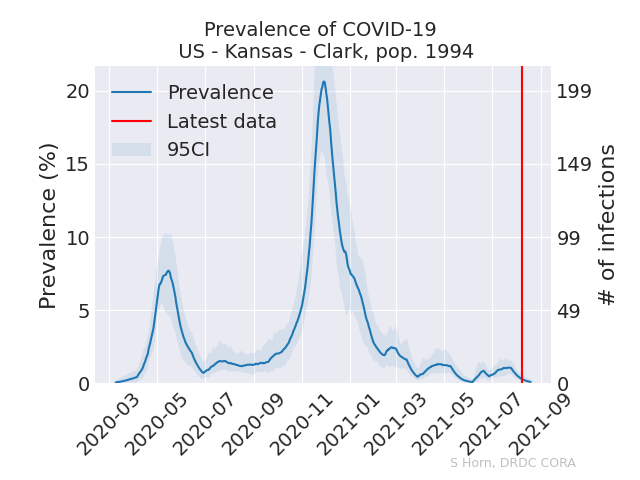 Prevalence of COVID-19
US - Kansas - Clark, pop. 1994
Prevalence
Latest data
95CI
Prevalence (%)
20
15
10
5
0
199
149
99
49
0
# of infections
2020-03
2020-05
2020-07
2020-09
2020-11
2021-01
2021-03
2021-05
2021-07
2021-09
S Horn, DRDC CORA